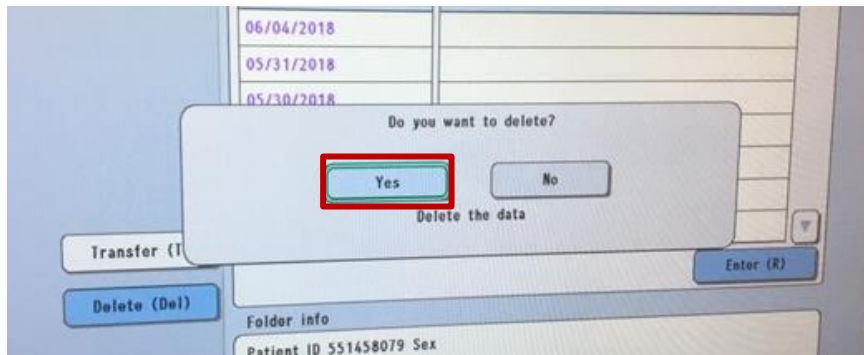 06/04/2018
05/31/2018
05/30/2018
Do you want to delete?
Yes
No
Delete the data
Transfer (T
Enter (R)
Delete (Del)
Folder info
Patient ID 551458079 Sex